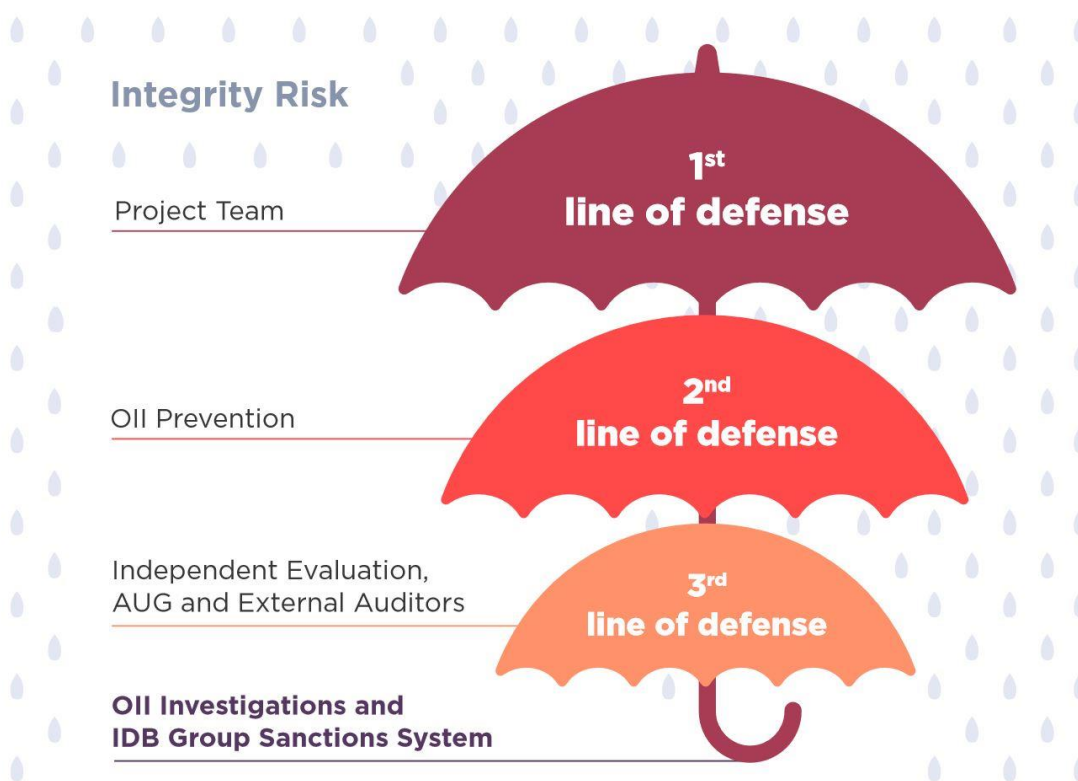 Integrity Risk
1st
line of defense
Project Team
2nd
line of defense
OII Prevention
3rd
line of defense
Independent Evaluation,
AUG and External Auditors
OII Investigations and
IDB Group Sanctions System